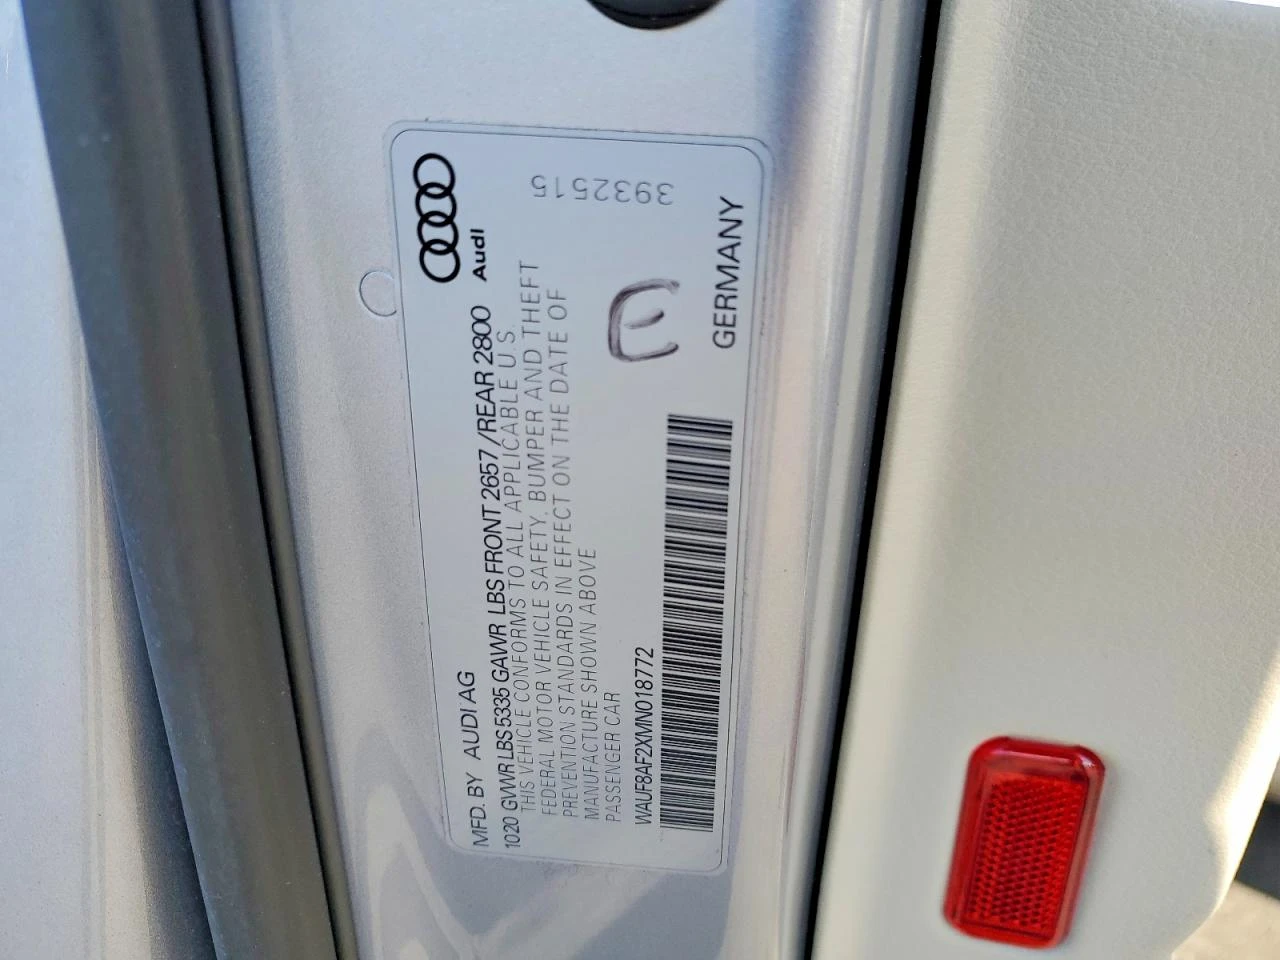 Audi
MFD. BY AUDI AG
1020 GVWR LBS 5335 GAWR LBS FRONT 2657/REAR 2800
THIS VEHICLE CONFORMS TO ALL APPLICABLE U.S.
FEDERAL MOTOR VEHICLE SAFETY, BUMPER AND THEFT
PREVENTION STANDARDS IN EFFECT ON THE DATE OF
MANUFACTURE SHOWN ABOVE
PASSENGER CAR
WAUF8AF2XMN018772
GERMANY
3932515
E